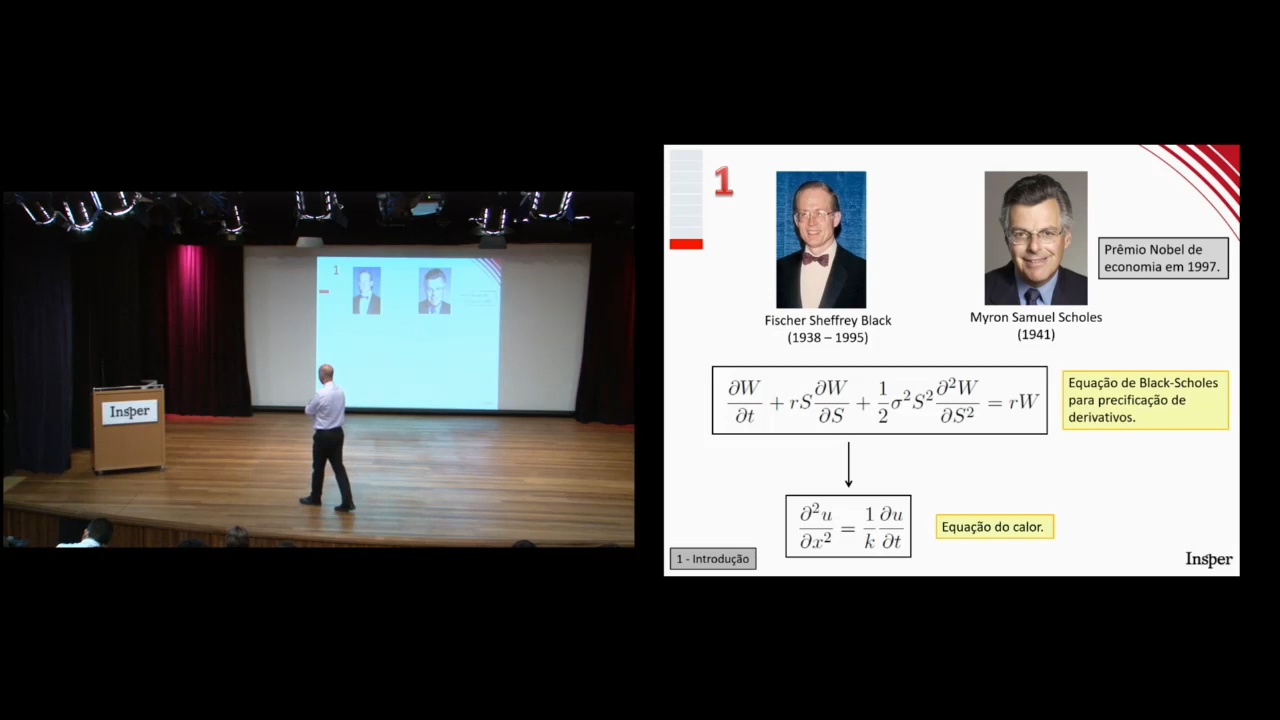 Insper
1
1
Prêmio Nobel de
economia em 1997.
Fischer Sheffrey Black
(1938 – 1995)
Myron Samuel Scholes
(1941)
∂W/∂t + rS ∂W/∂S + 1/2 σ²S² ∂²W/∂S² = rW
Equação de Black-Scholes
para precificação de
derivativos.
∂²u/∂x² = 1/k ∂u/∂t
Equação do calor.
1 - Introdução
Insper